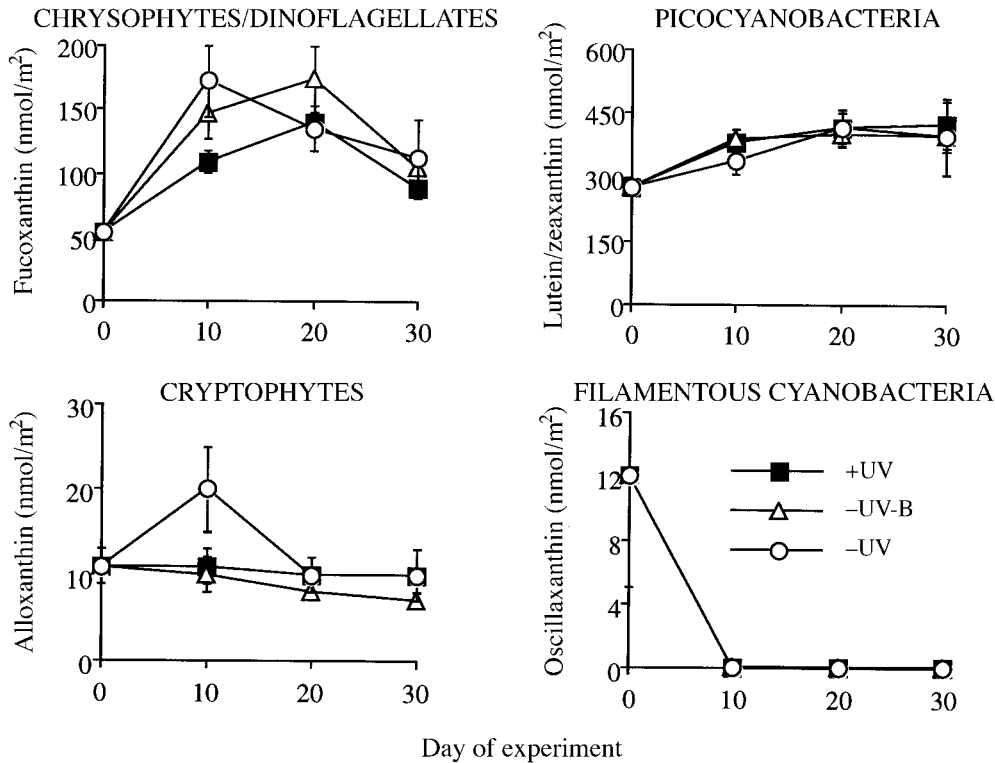 CHRYSOPHYTES/DINOFLAGELLATES
Fucoxanthin (nmol/m²)
200
150
100
50
0
0 10 20 30
PICOCYANOBACTERIA
Lutein/zeaxanthin (nmol/m²)
600
450
300
150
0
0 10 20 30
CRYPTOPHYTES
Alloxanthin (nmol/m²)
30
20
10
0
0 10 20 30
FILAMENTOUS CYANOBACTERIA
Oscillaxanthin (nmol/m²)
16
12
8
4
0
0 10 20 30
+UV
–UV-B
–UV
Day of experiment